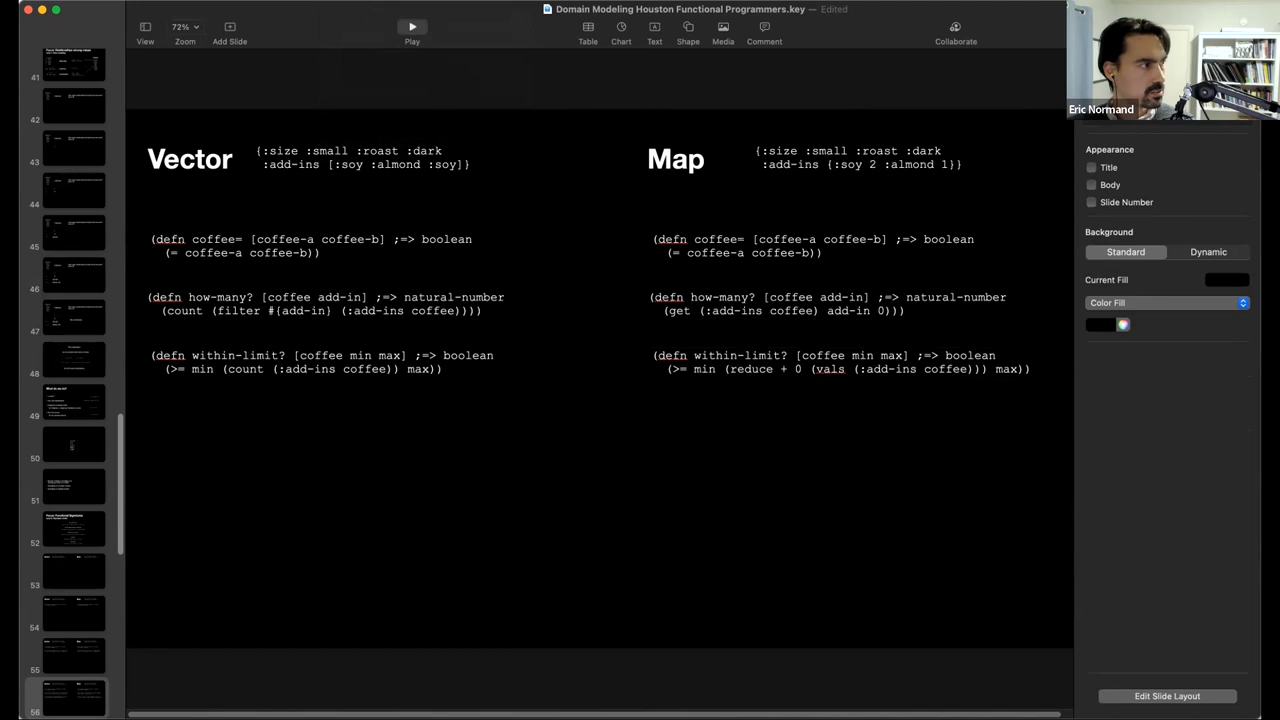 Domain Modeling Houston Functional Programmers.key — Edited
72%
View
Zoom
Add Slide
Play
Table
Chart
Text
Shape
Media
Comment
Collaborate
Eric Normand
41
42
43
44
45
46
47
48
49
50
51
52
53
54
55
56
Vector
{:size :small :roast :dark
:add-ins [:soy :almond :soy]}
(defn coffee= [coffee-a coffee-b] ;=> boolean
(= coffee-a coffee-b))
(defn how-many? [coffee add-in] ;=> natural-number
(count (filter #{add-in} (:add-ins coffee))))
(defn within-limit? [coffee min max] ;=> boolean
(>= min (count (:add-ins coffee)) max))
Map
{:size :small :roast :dark
:add-ins {:soy 2 :almond 1}}
(defn coffee= [coffee-a coffee-b] ;=> boolean
(= coffee-a coffee-b))
(defn how-many? [coffee add-in] ;=> natural-number
(get (:add-ins coffee) add-in 0)))
(defn within-limit? [coffee min max] ;=> boolean
(>= min (reduce + 0 (vals (:add-ins coffee))) max))
Appearance
Title
Body
Slide Number
Background
Standard
Dynamic
Current Fill
Color Fill
Edit Slide Layout